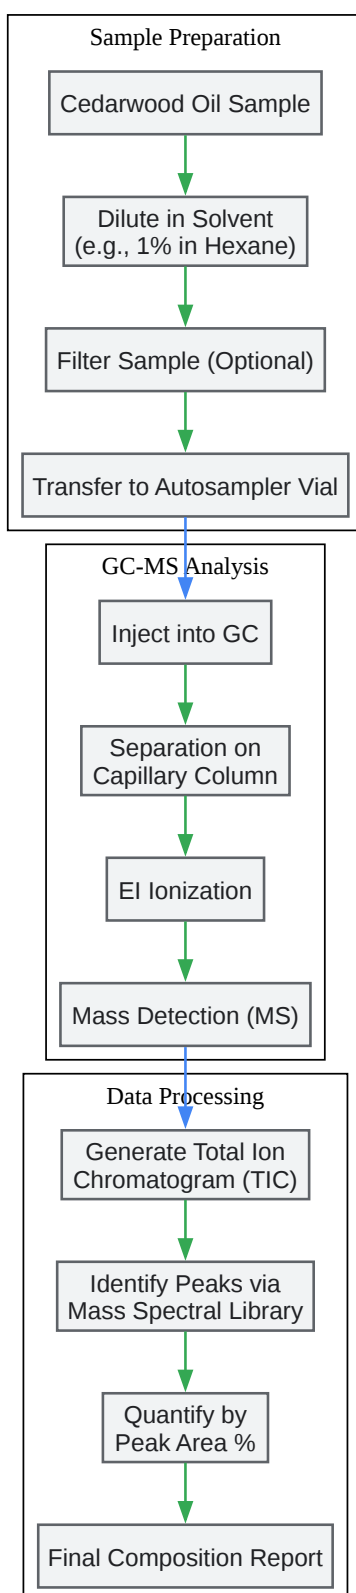 Sample Preparation
Cedarwood Oil Sample
Dilute in Solvent
(e.g., 1% in Hexane)
Filter Sample (Optional)
Transfer to Autosampler Vial
GC-MS Analysis
Inject into GC
Separation on
Capillary Column
EI Ionization
Mass Detection (MS)
Data Processing
Generate Total Ion
Chromatogram (TIC)
Identify Peaks via
Mass Spectral Library
Quantify by
Peak Area %
Final Composition Report